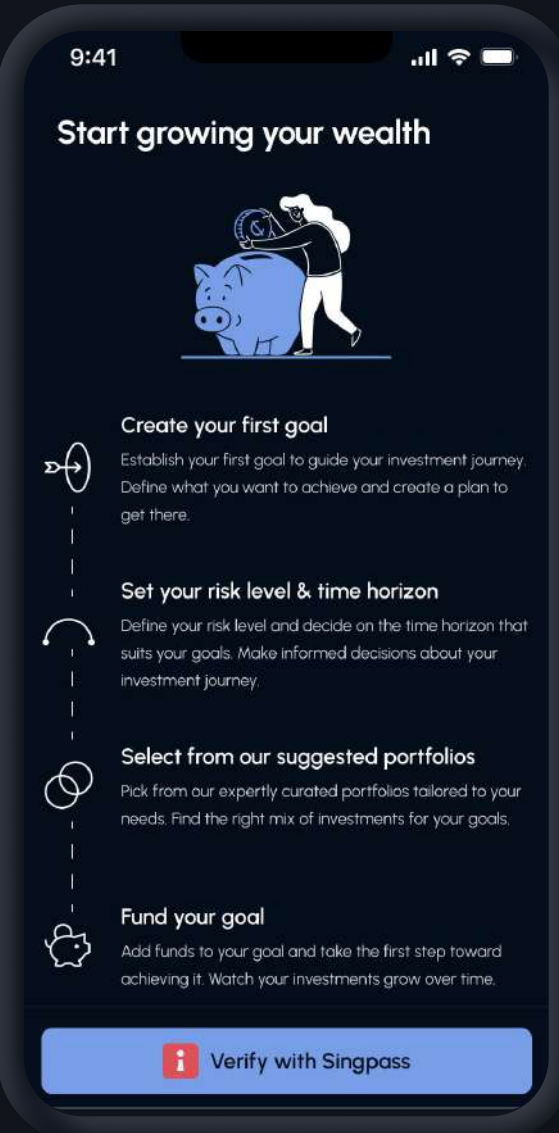 9:41
Start growing your wealth
Create your first goal
Establish your first goal to guide your investment journey.
Define what you want to achieve and create a plan to
get there.
Set your risk level & time horizon
Define your risk level and decide on the time horizon that
suits your goals. Make informed decisions about your
investment journey.
Select from our suggested portfolios
Pick from our expertly curated portfolios tailored to your
needs. Find the right mix of investments for your goals.
Fund your goal
Add funds to your goal and take the first step toward
achieving it. Watch your investments grow over time.
Verify with Singpass